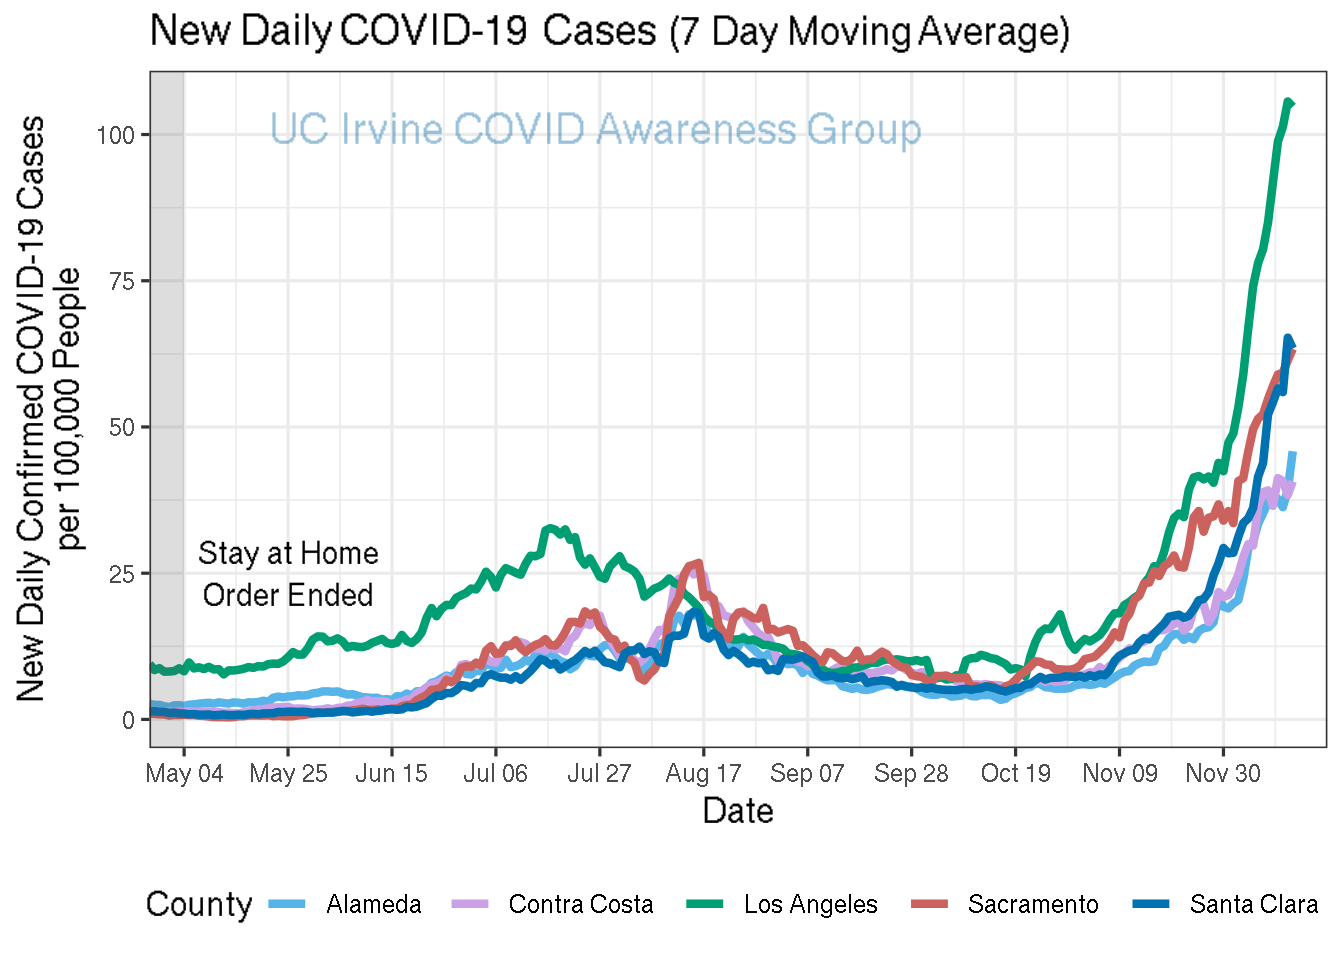 New Daily COVID-19 Cases (7 Day Moving Average)
UC Irvine COVID Awareness Group
New Daily Confirmed COVID-19 Cases
per 100,000 People
100
75
50
25
0
Stay at Home
Order Ended
May 04 May 25 Jun 15 Jul 06 Jul 27 Aug 17 Sep 07 Sep 28 Oct 19 Nov 09 Nov 30
Date
County Alameda Contra Costa Los Angeles Sacramento Santa Clara